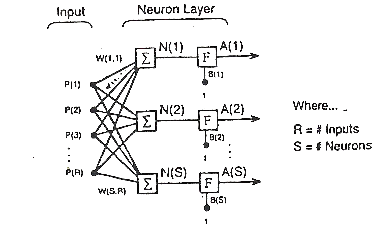 Input
Neuron Layer
W(1,1)
N(1)
A(1)
Σ
F
P(1)
B(1)
1
P(2)
N(2)
A(2)
Where...
Σ
F
P(3)
B(2)
R = # Inputs
1
S = # Neurons
P(R)
N(S)
A(S)
Σ
F
W(S,R)
B(S)
1